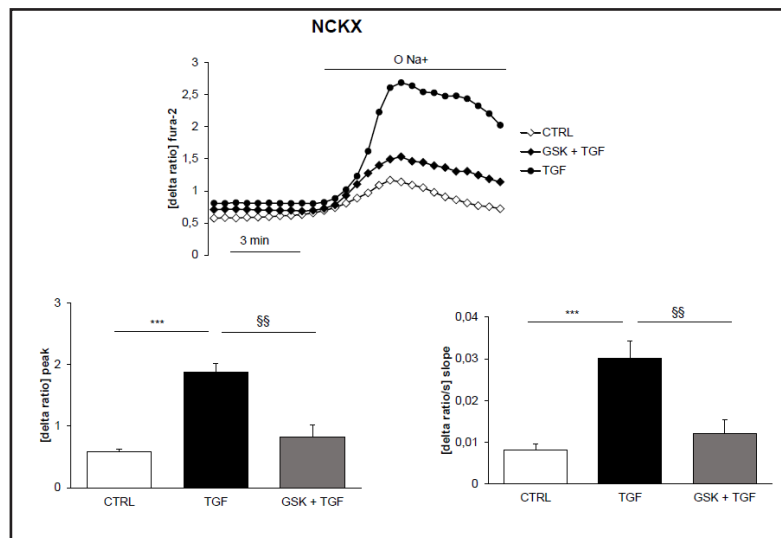 NCKX
O Na+
3
2,5
2
1,5
1
0,5
0
[delta ratio] fura-2
3 min
CTRL
GSK + TGF
TGF
3
2
1
0
[delta ratio] peak
***
§§
CTRL
TGF
GSK + TGF
0,04
0,03
0,02
0,01
0
[delta ratio/s] slope
***
§§
CTRL
TGF
GSK + TGF